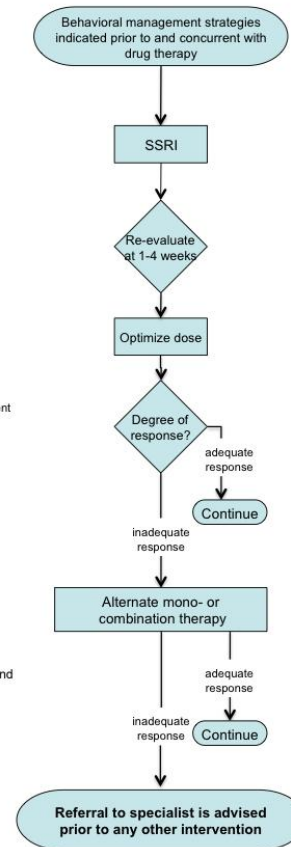 Behavioral management strategies
indicated prior to and concurrent with
drug therapy
SSRI
Re-evaluate
at 1-4 weeks
Optimize dose
Degree of
response?
adequate
response
Continue
inadequate
response
Alternate mono- or
combination therapy
adequate
response
inadequate
response
Continue
Referral to specialist is advised
prior to any other intervention